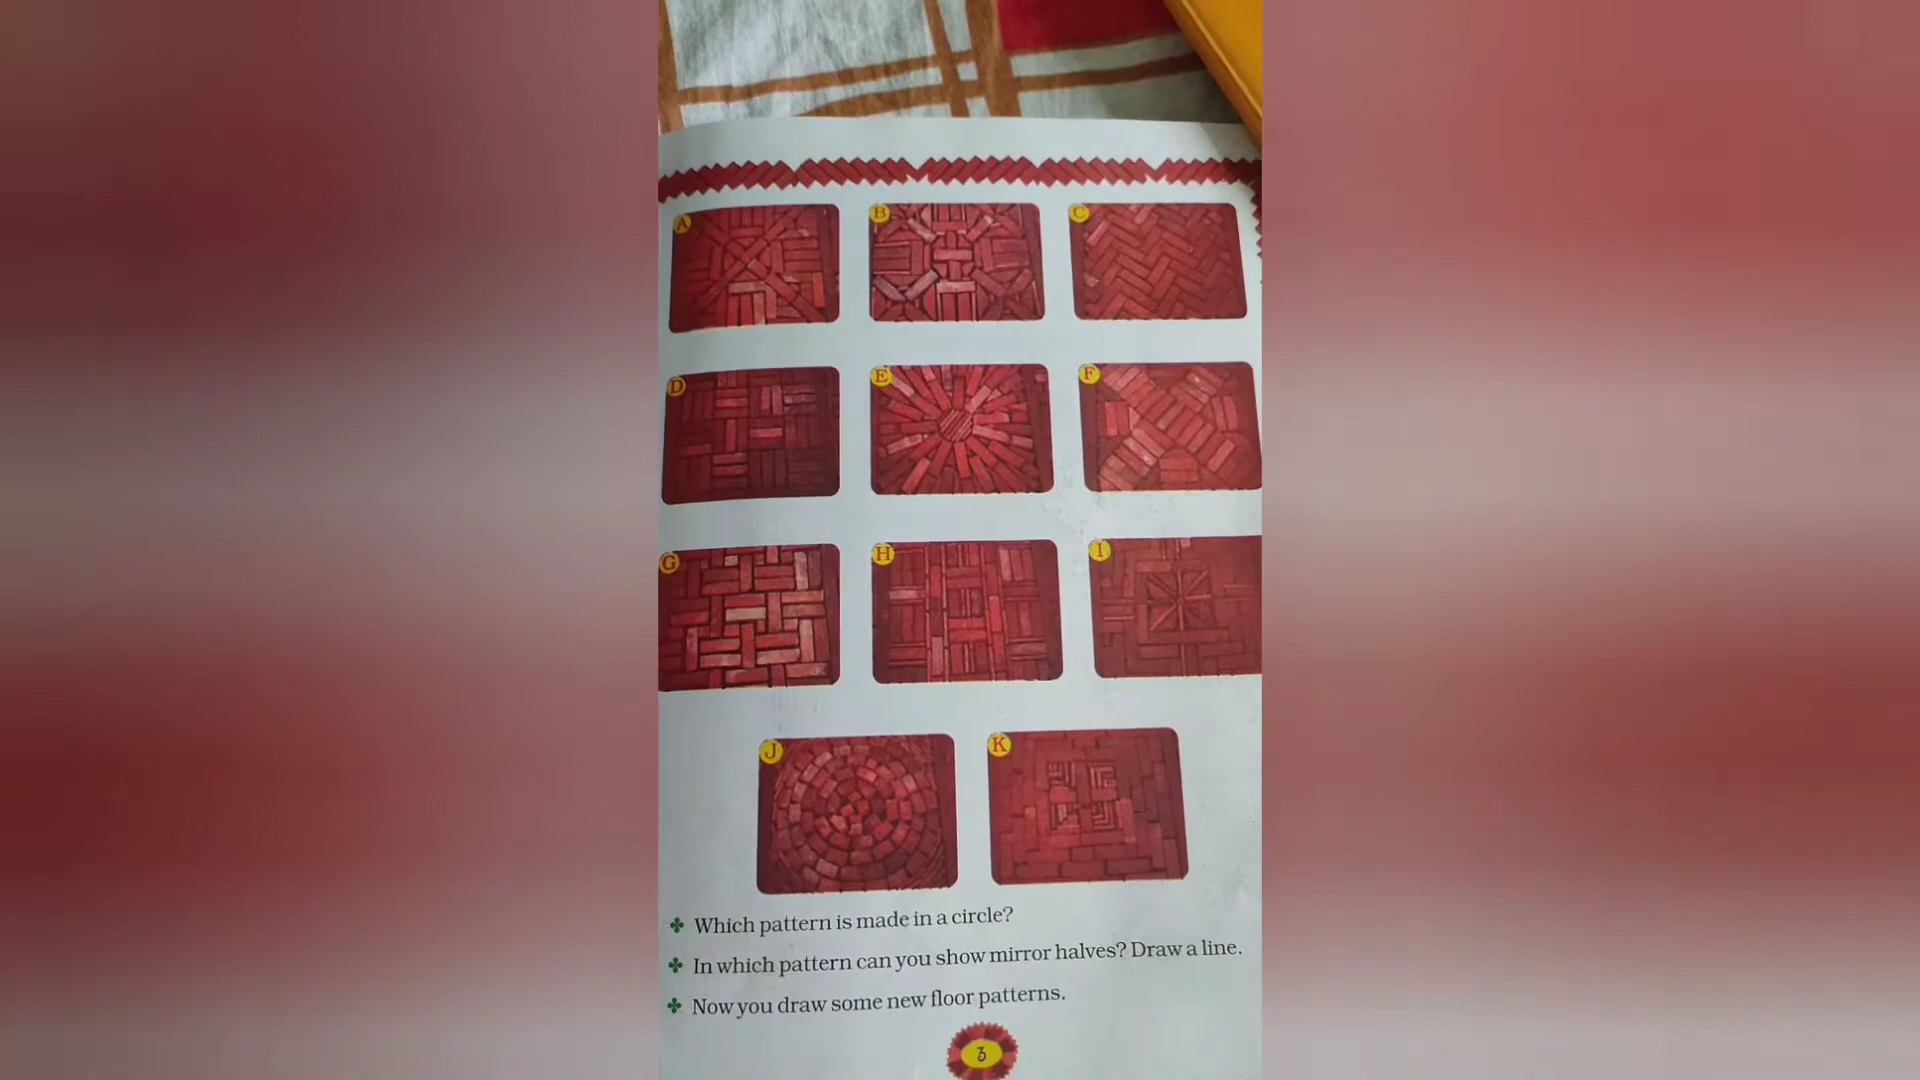 A
B
C
D
E
F
G
H
I
J
K
Which pattern is made in a circle?
In which pattern can you show mirror halves? Draw a line.
Now you draw some new floor patterns.
3